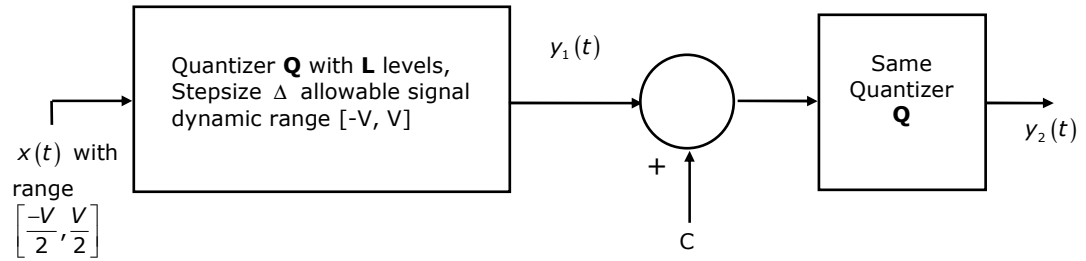 Quantizer Q with L levels,
Stepsize Δ allowable signal
dynamic range [-V, V]
x(t) with
range
[-V/2, V/2]
y₁(t)
+
C
Same
Quantizer
Q
y₂(t)